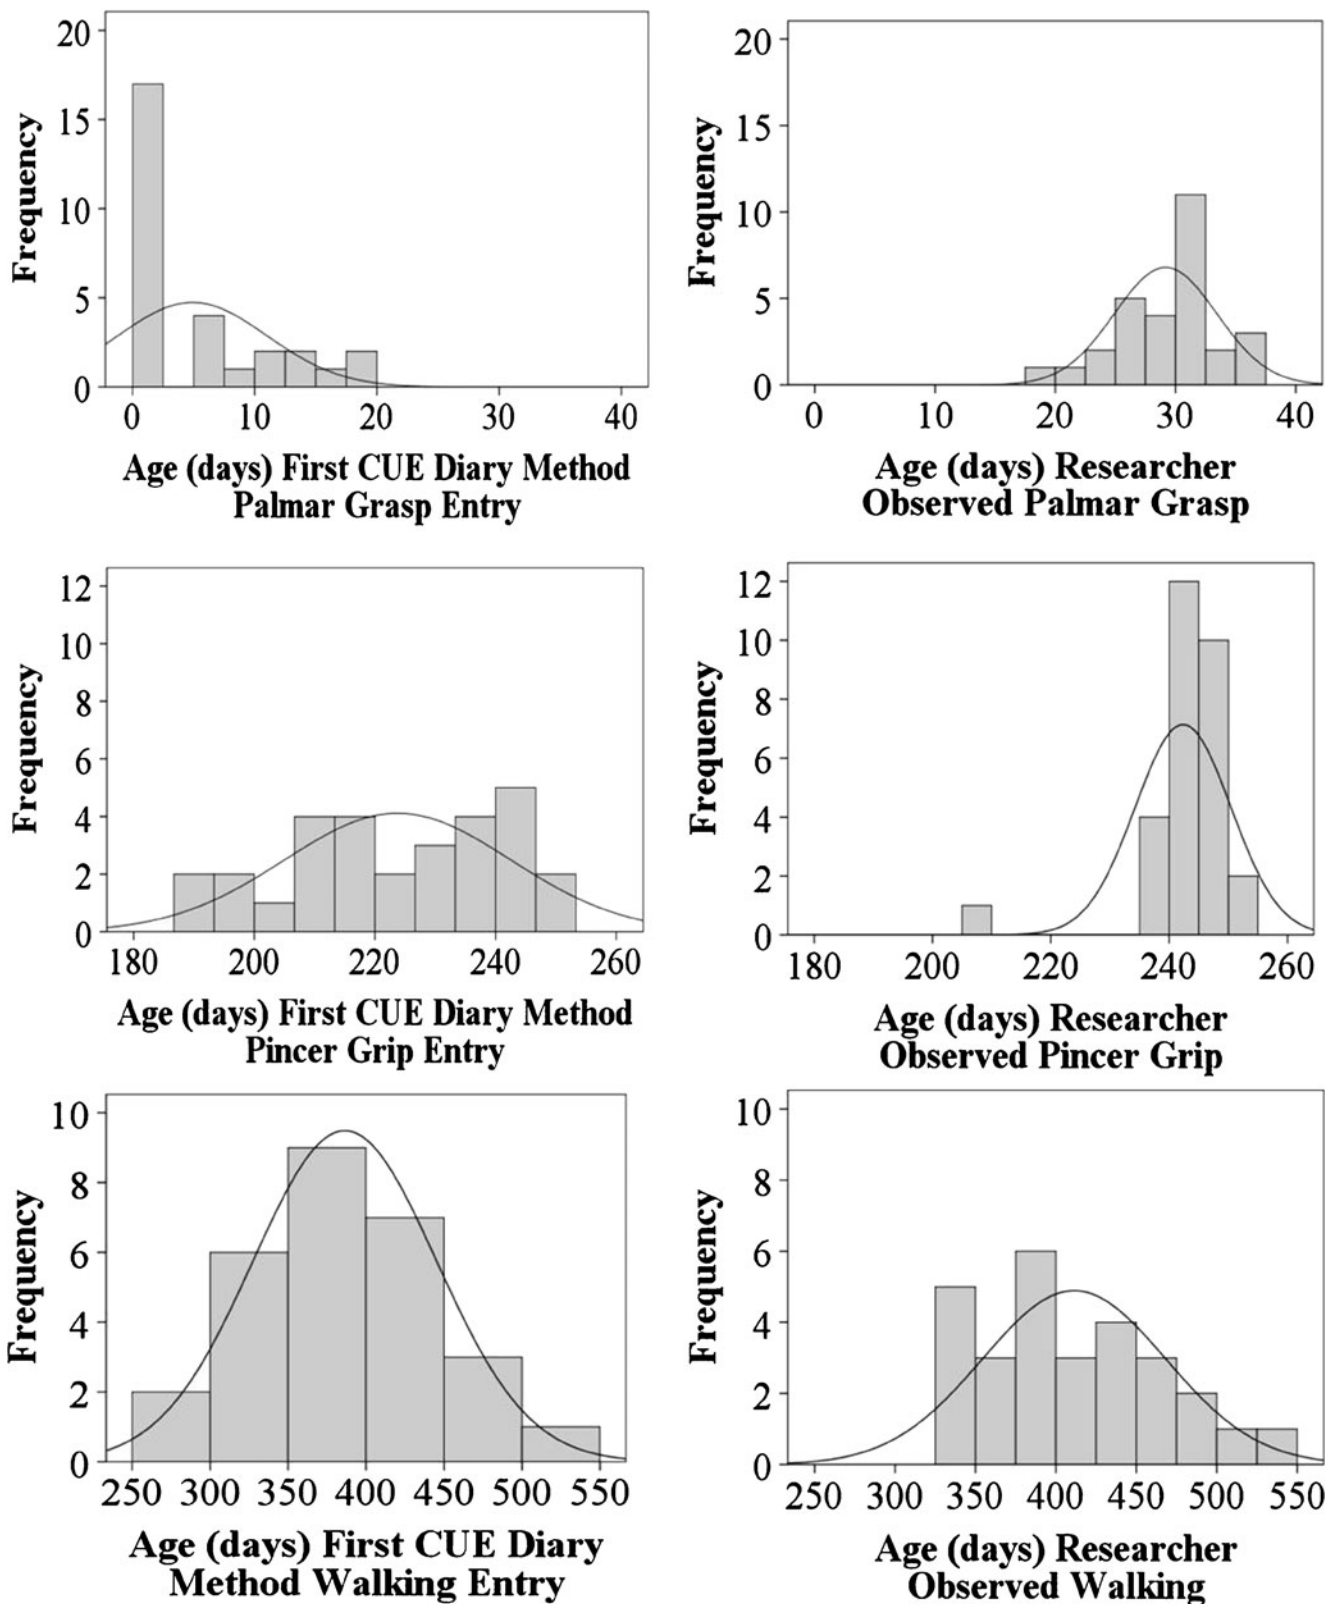 20
15
10
5
0
Frequency
0 10 20 30 40
Age (days) First CUE Diary Method
Palmar Grasp Entry
20
15
10
5
0
Frequency
0 10 20 30 40
Age (days) Researcher
Observed Palmar Grasp
12
10
8
6
4
2
0
Frequency
180 200 220 240 260
Age (days) First CUE Diary Method
Pincer Grip Entry
12
10
8
6
4
2
0
Frequency
180 200 220 240 260
Age (days) Researcher
Observed Pincer Grip
10
8
6
4
2
0
Frequency
250 300 350 400 450 500 550
Age (days) First CUE Diary
Method Walking Entry
10
8
6
4
2
0
Frequency
250 300 350 400 450 500 550
Age (days) Researcher
Observed Walking